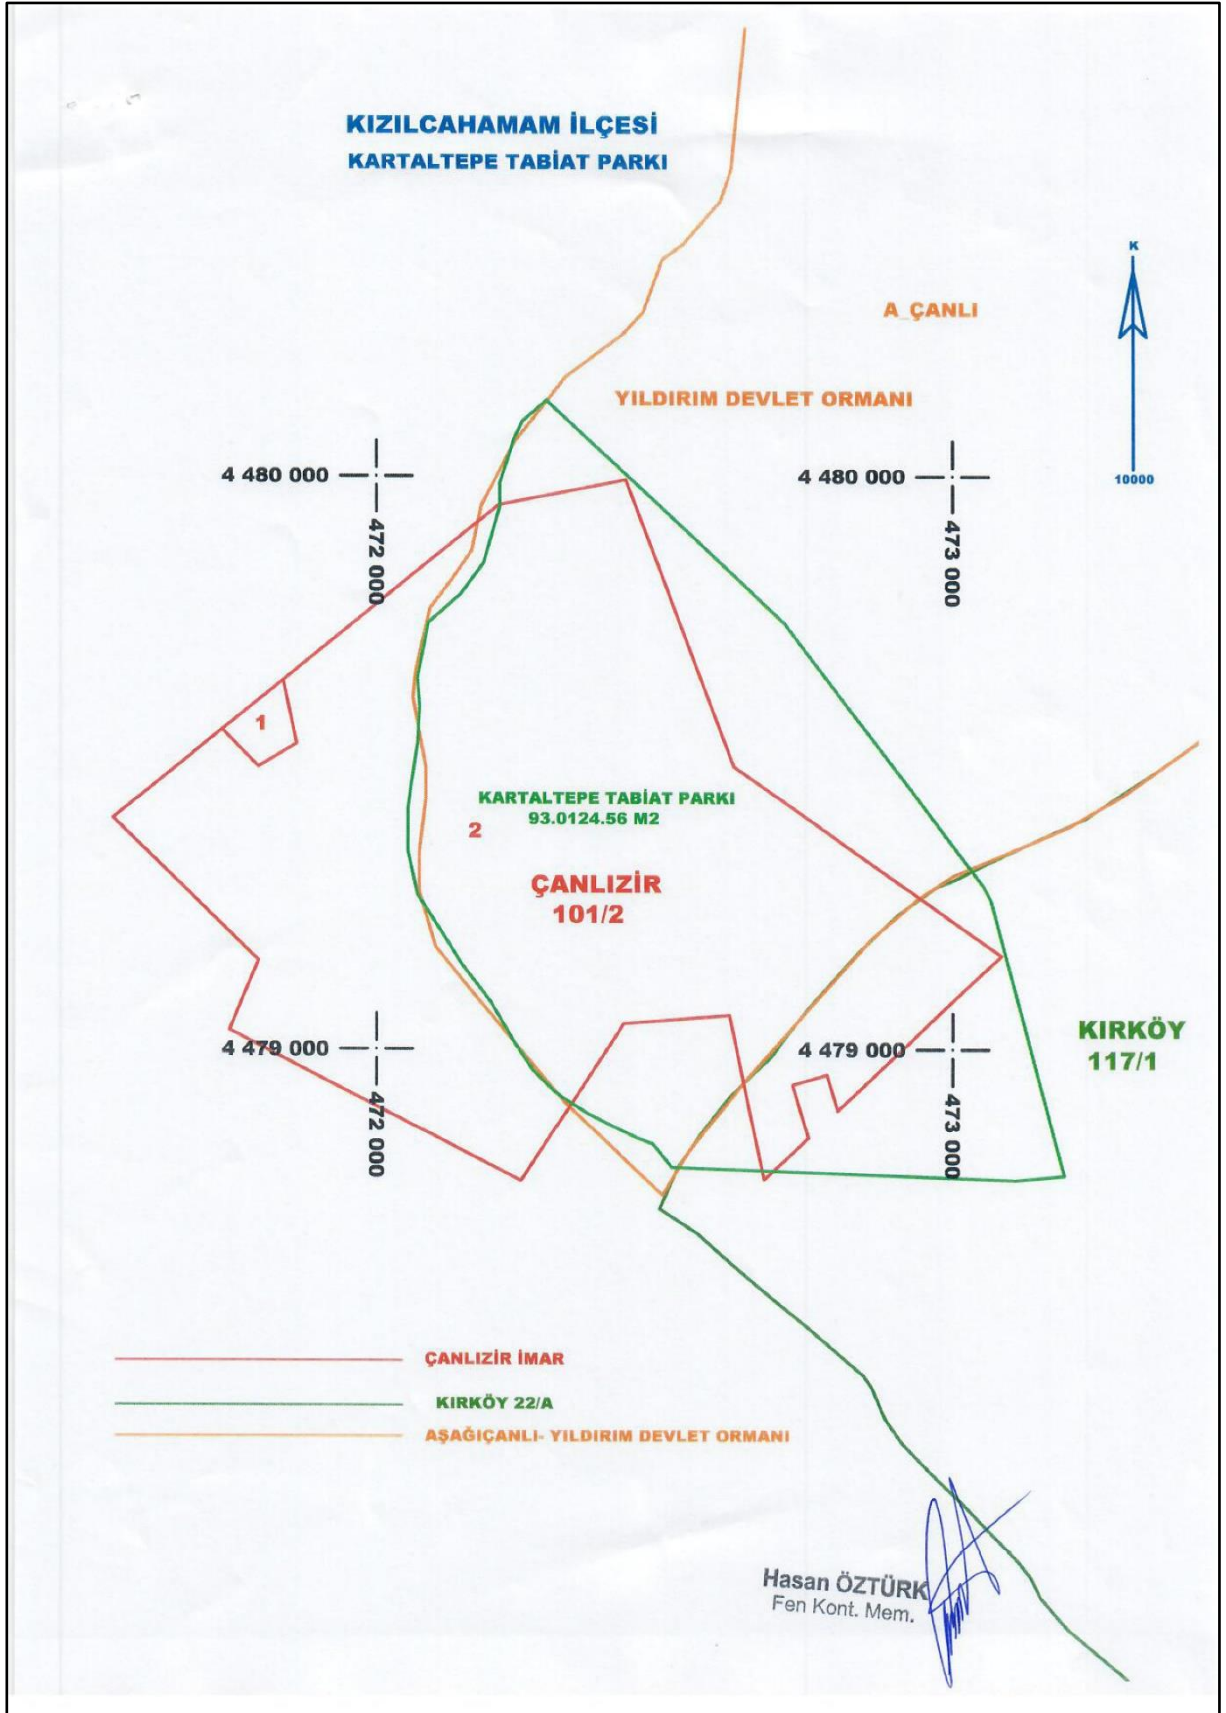 KIZILCAHAMAM İLÇESİ
KARTALTEPE TABİAT PARKI
K
10000
A_ÇANLI
YILDIRIM DEVLET ORMANI
4 480 000
472 000
4 480 000
473 000
1
KARTALTEPE TABİAT PARKI
93.0124.56 M2
2
ÇANLIZİR
101/2
4 479 000
472 000
4 479 000
473 000
KIRKÖY
117/1
ÇANLIZİR İMAR
KIRKÖY 22/A
AŞAĞIÇANLI- YILDIRIM DEVLET ORMANI
Hasan ÖZTÜRK
Fen Kont. Mem.